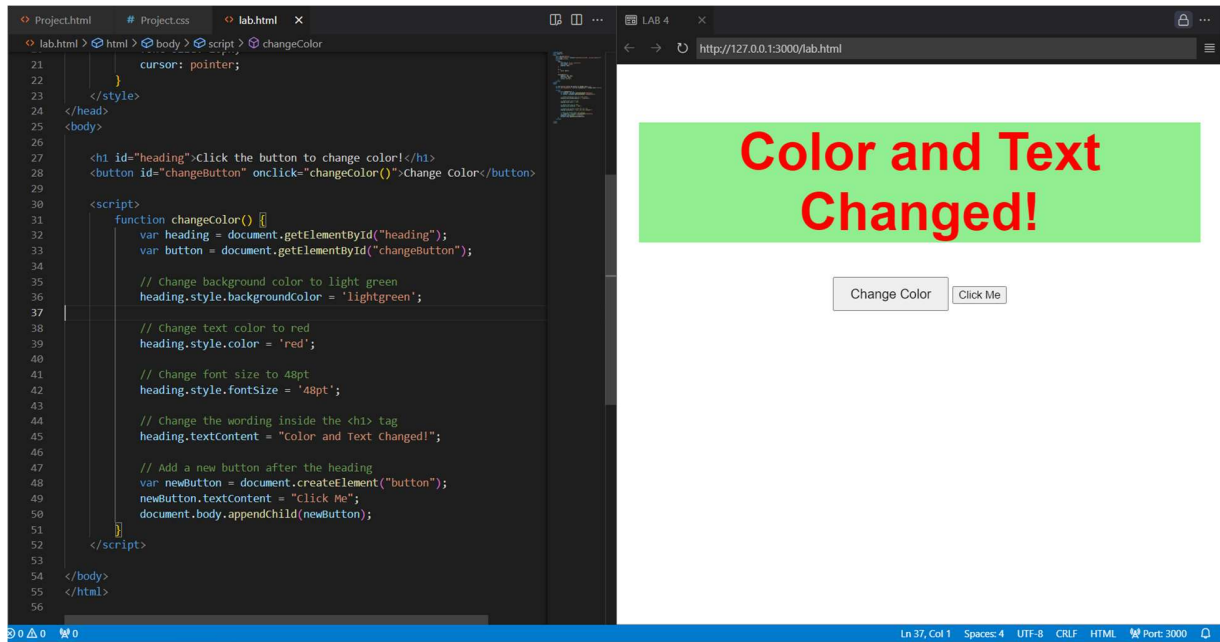 Project.html # Project.css lab.html
lab.html > html > body > script > changeColor
21 cursor: pointer;
22 }
23 </style>
24 </head>
25 <body>
26
27 <h1 id="heading">Click the button to change color!</h1>
28 <button id="changeButton" onclick="changeColor()">Change Color</button>
29
30 <script>
31 function changeColor() {
32 var heading = document.getElementById("heading");
33 var button = document.getElementById("changeButton");
34
35 // Change background color to light green
36 heading.style.backgroundColor = 'lightgreen';
37
38 // Change text color to red
39 heading.style.color = 'red';
40
41 // Change font size to 48pt
42 heading.style.fontSize = '48pt';
43
44 // Change the wording inside the <h1> tag
45 heading.textContent = "Color and Text Changed!";
46
47 // Add a new button after the heading
48 var newButton = document.createElement("button");
49 newButton.textContent = "Click Me";
50 document.body.appendChild(newButton);
51 }
52 </script>
53
54 </body>
55 </html>
56
LAB 4
http://127.0.0.1:3000/lab.html
Color and Text
Changed!
Change Color Click Me
0 0 0 Ln 37, Col 1 Spaces: 4 UTF-8 CRLF HTML Port: 3000